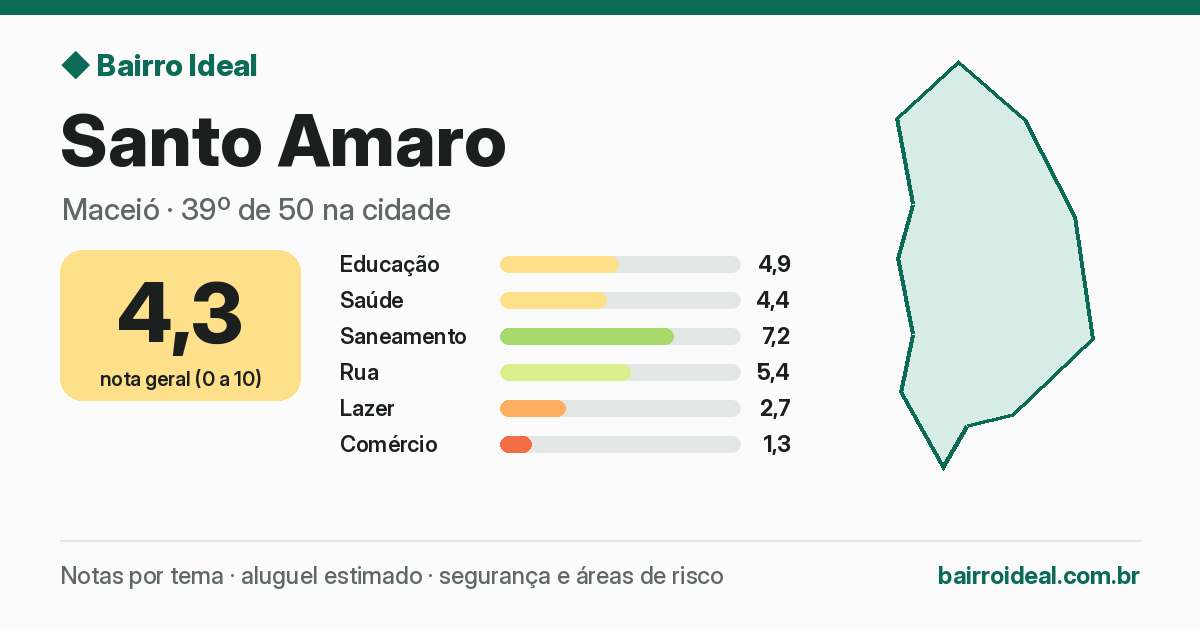 Bairro Ideal
Santo Amaro
Maceió · 39º de 50 na cidade
4,3
nota geral (0 a 10)
Educação 4,9
Saúde 4,4
Saneamento 7,2
Rua 5,4
Lazer 2,7
Comércio 1,3
Notas por tema · aluguel estimado · segurança e áreas de risco
bairroideal.com.br